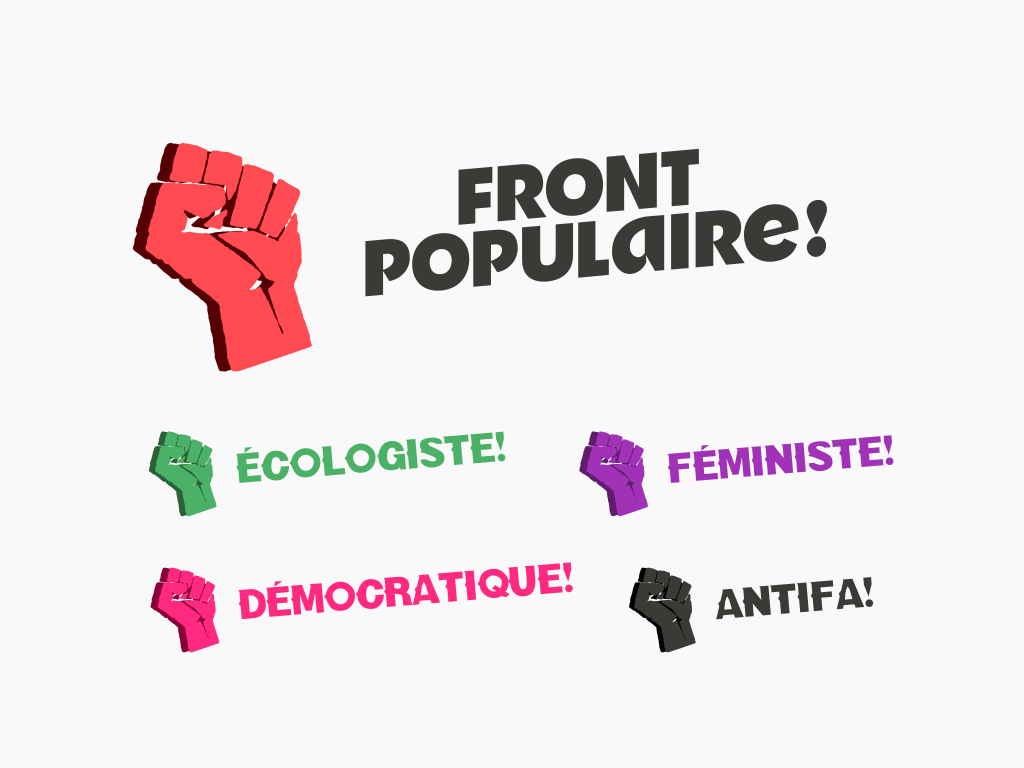 FRONT
POPULaIRe!
ÉCOLOGISTE!
FÉMINISTE!
DÉMOCRATIQUE!
ANTIFA!